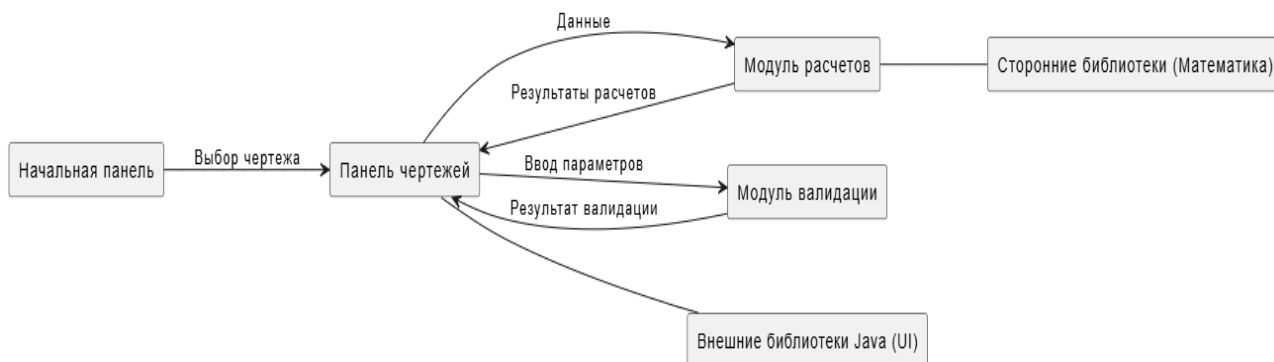 Данные
Модуль расчетов
Сторонние библиотеки (Математика)
Результаты расчетов
Начальная панель
Выбор чертежа
Панель чертежей
Ввод параметров
Модуль валидации
Результат валидации
Внешние библиотеки Java (UI)